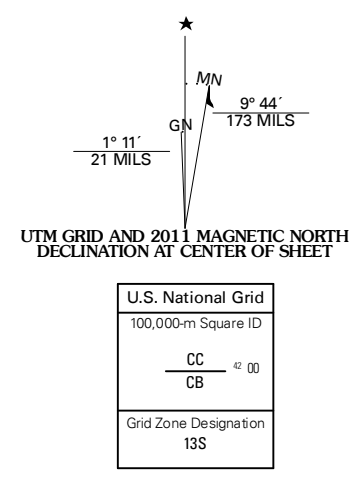 ★
MN
GN
9° 44´
173 MILS
1° 11´
21 MILS
UTM GRID AND 2011 MAGNETIC NORTH
DECLINATION AT CENTER OF SHEET
U.S. National Grid
100,000-m Square ID
CC
42 00
CB
Grid Zone Designation
13S